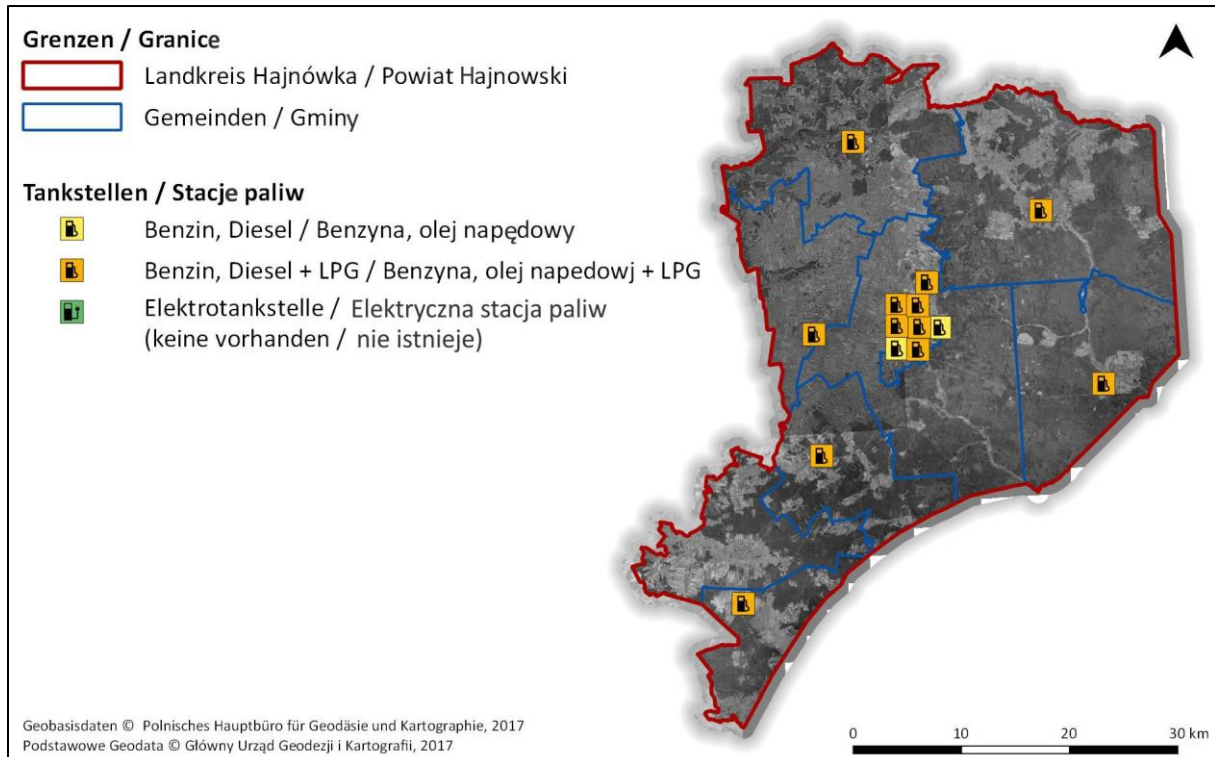 Grenzen / Granice
Landkreis Hajnówka / Powiat Hajnowski
Gemeinden / Gminy
Tankstellen / Stacje paliw
Benzin, Diesel / Benzyna, olej napędowy
Benzin, Diesel + LPG / Benzyna, olej napedowj + LPG
Elektrotankstelle / Elektryczna stacja paliw
(keine vorhanden / nie istnieje)
Geobasisdaten © Polnisches Hauptbüro für Geodäsie und Kartographie, 2017
Podstawowe Geodata © Główny Urząd Geodezji i Kartografii, 2017
0 10 20 30 km